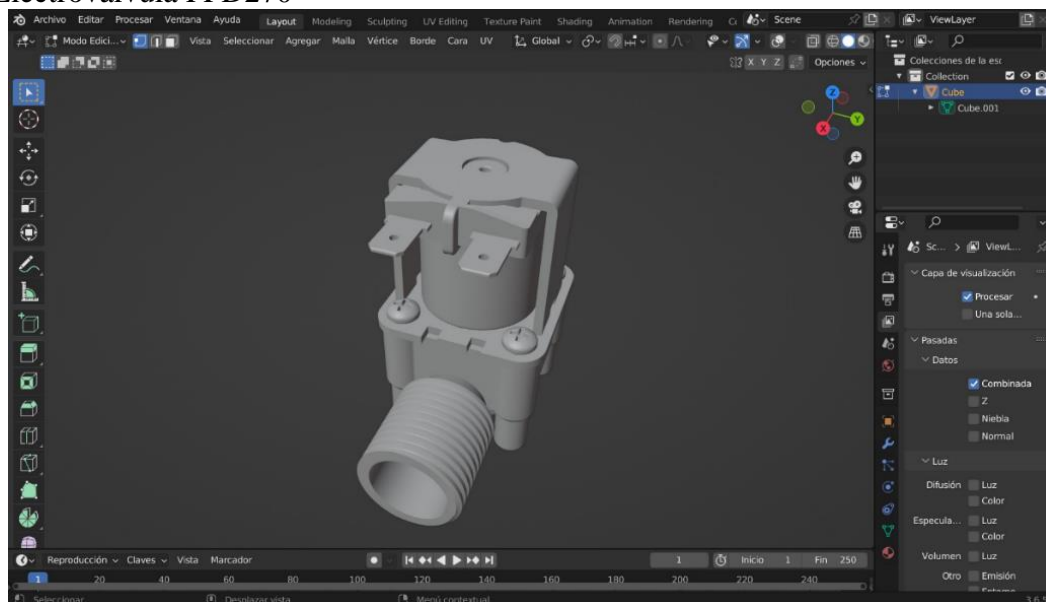 Electroválvula FPD270
Archivo Editar Procesar Ventana Ayuda Layout Modeling Sculpting UV Editing Texture Paint Shading Animation Rendering Scene ViewLayer
Modo Edici... Vista Seleccionar Agregar Malla Vértice Borde Cara UV Global
X Y Z Opciones
Colecciones de la esc
Collection
Cube
Cube.001
Z
Y
X
Sc... > ViewL...
Capa de visualización
Procesar
Una sola...
Pasadas
Datos
Combinada
Z
Niebla
Normal
Luz
Difusión Luz
Color
Especula... Luz
Color
Volumen Luz
Otro Emisión
Entorno
Reproducción Claves Vista Marcador 1 Inicio 1 Fin 250
1 20 40 60 80 100 120 140 160 180 200 220 240
Seleccionar Desplazar vista Menú contextual 3.6.5